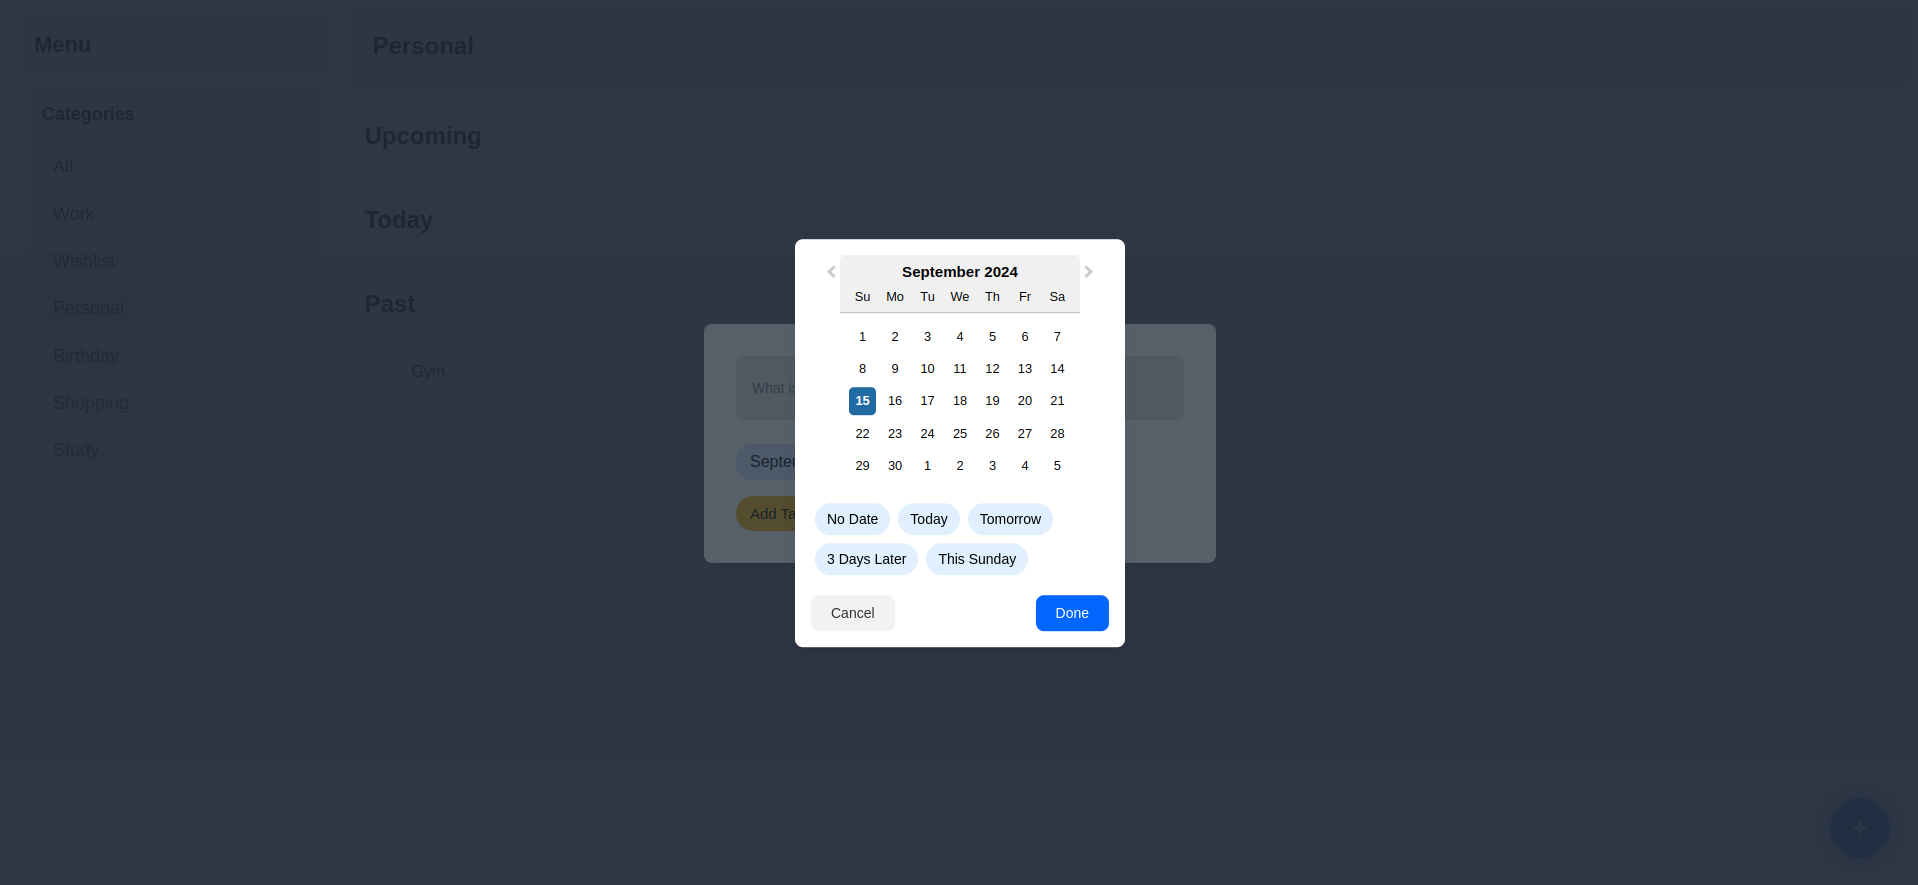 Menu
Categories
All
Work
Wishlist
Personal
Birthday
Shopping
Study
Personal
Upcoming
Today
Past
Gym
What is
Septem
Add Ta
September 2024
Su Mo Tu We Th Fr Sa
1 2 3 4 5 6 7
8 9 10 11 12 13 14
15 16 17 18 19 20 21
22 23 24 25 26 27 28
29 30 1 2 3 4 5
No Date Today Tomorrow
3 Days Later This Sunday
Cancel Done
+